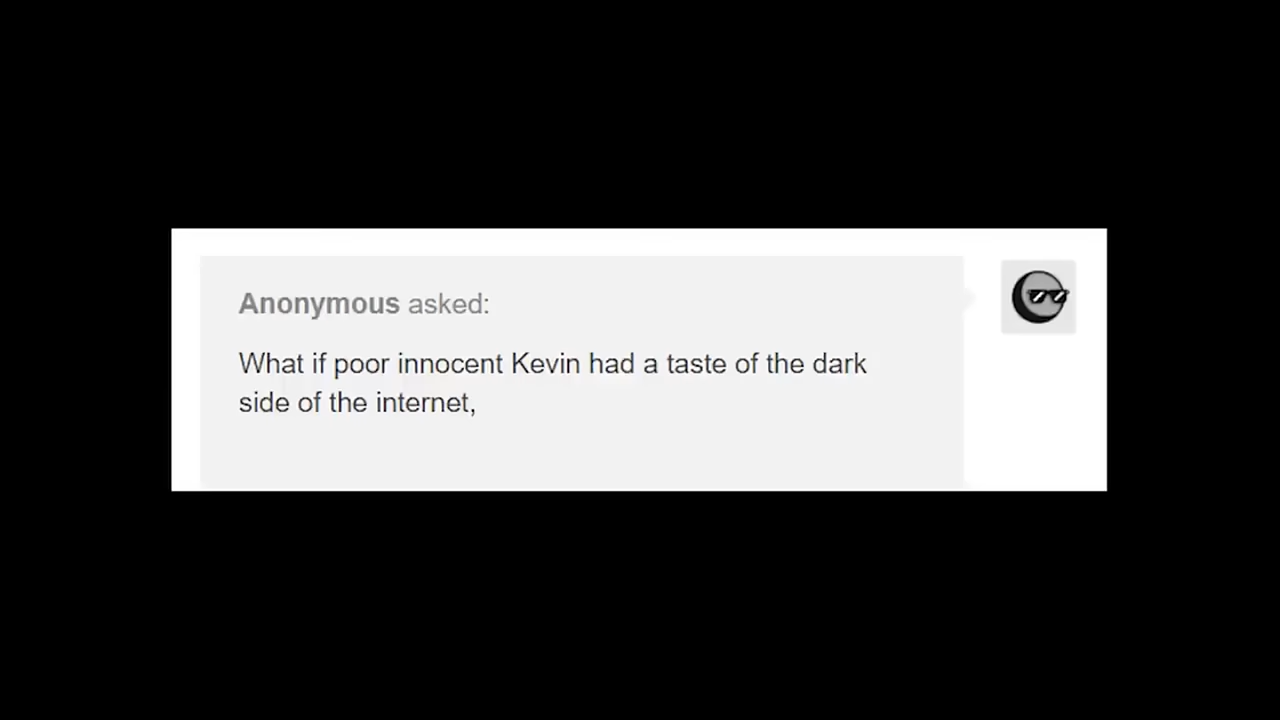 Anonymous asked:
What if poor innocent Kevin had a taste of the dark
side of the internet,